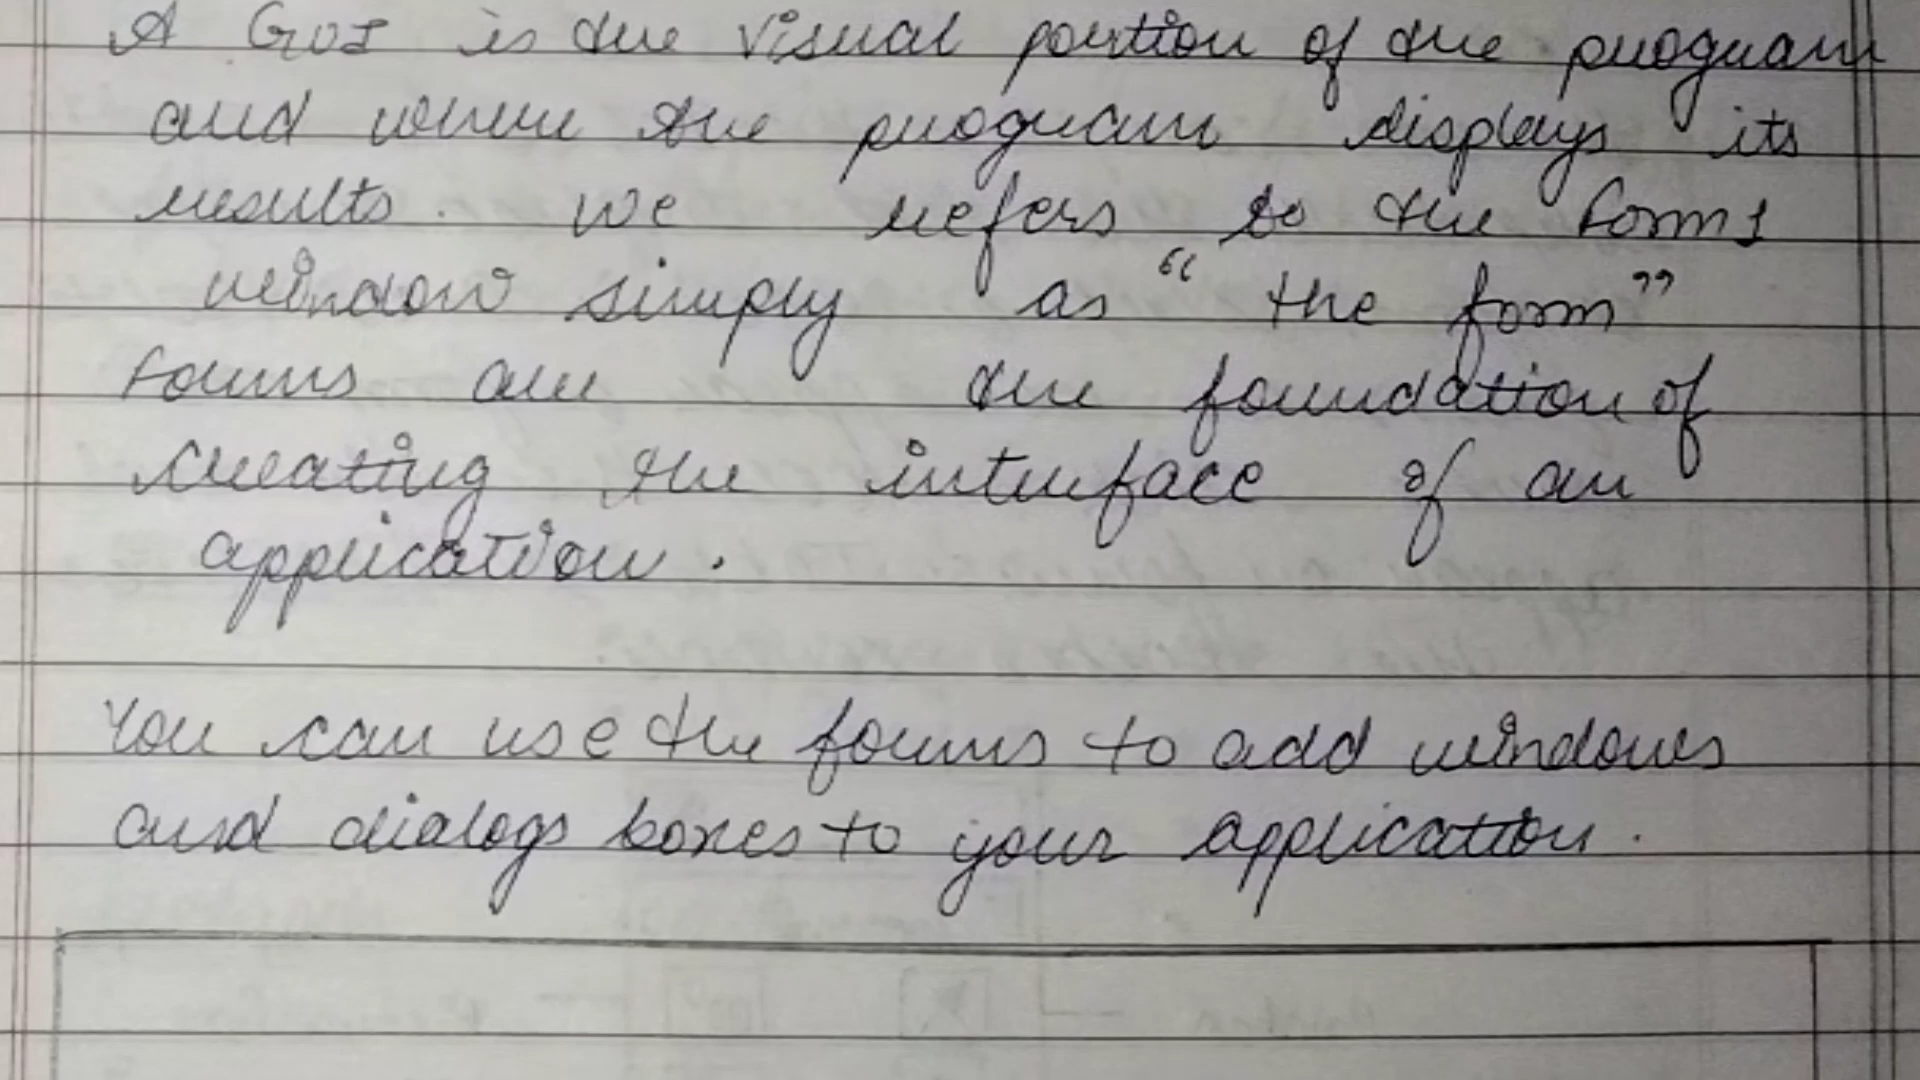 A GUI is the visual portion of the program
and where the program displays its
results. we refers to the form1
window simply as "the form"
forms are the foundation of
creating the interface of an
application.
You can use the forms to add windows
and dialogs boxes to your application.